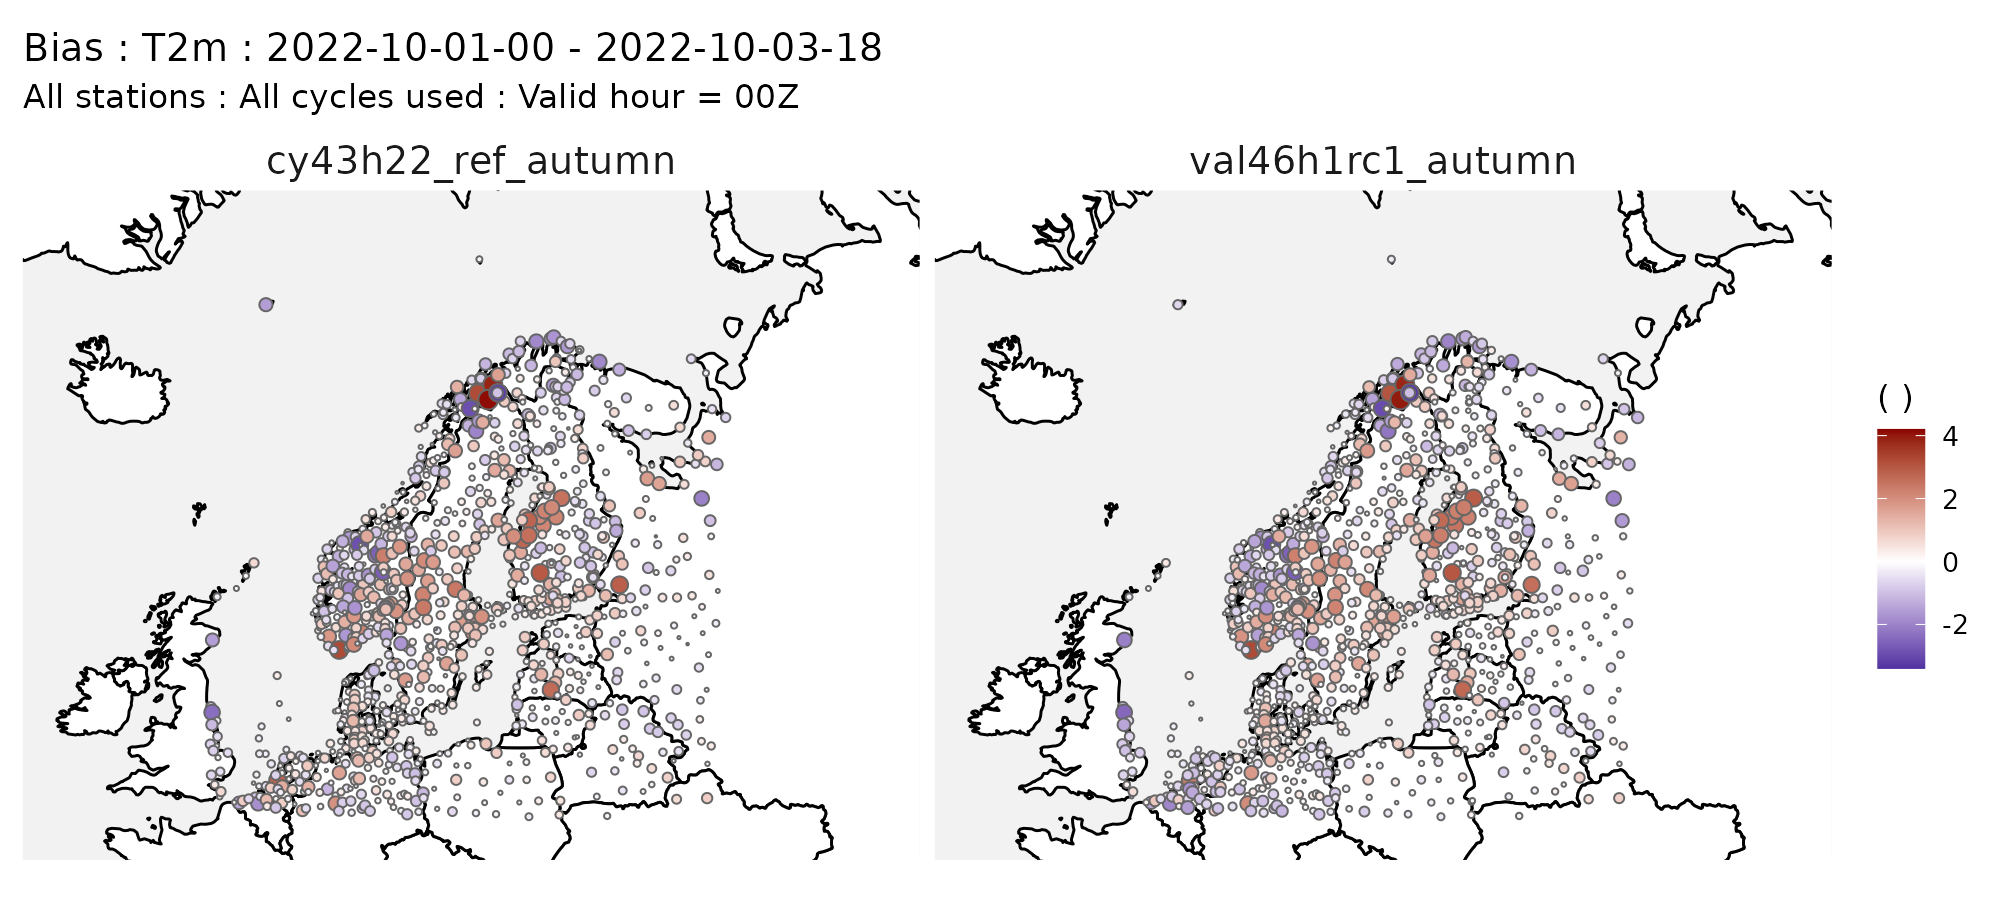 Bias : T2m : 2022-10-01-00 - 2022-10-03-18
All stations : All cycles used : Valid hour = 00Z
cy43h22_ref_autumn
val46h1rc1_autumn
( )
4
2
0
-2